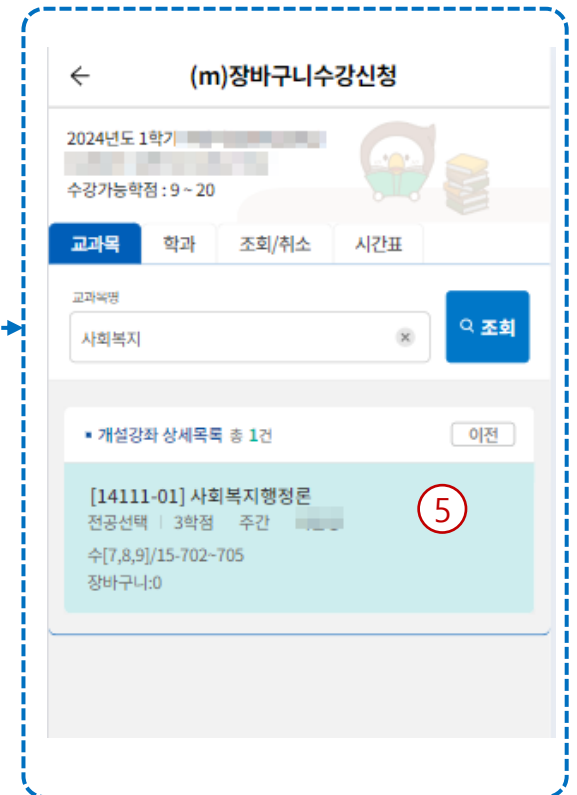 (m)장바구니수강신청
2024년도 1학기
수강가능학점 : 9 ~ 20
교과목 학과 조회/취소 시간표
교과목명
사회복지
조회
개설강좌 상세목록 총 1건
이전
[14111-01] 사회복지행정론
전공선택 3학점 주간
5
수[7,8,9]/15-702~705
장바구니:0